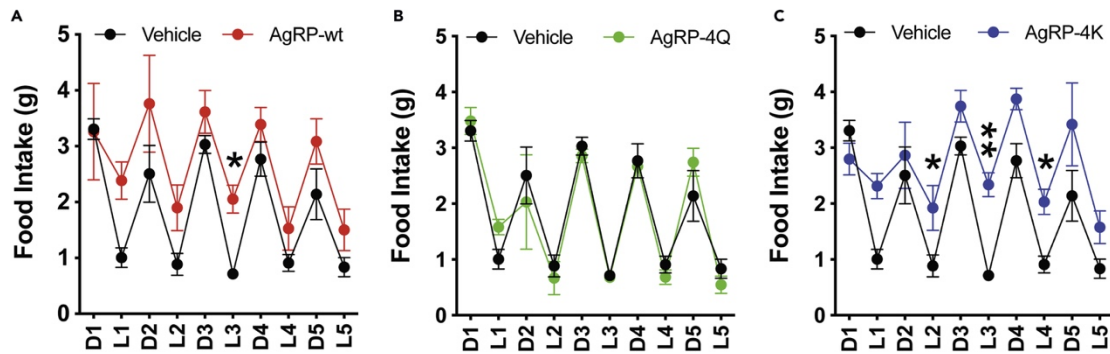 A
Vehicle AgRP-wt
Food Intake (g)
5
4
3
2
1
0
*
D1 L1 D2 L2 D3 L3 D4 L4 D5 L5
B
Vehicle AgRP-4Q
Food Intake (g)
5
4
3
2
1
0
D1 L1 D2 L2 D3 L3 D4 L4 D5 L5
C
Vehicle AgRP-4K
Food Intake (g)
5
4
3
2
1
0
* ** *
D1 L1 D2 L2 D3 L3 D4 L4 D5 L5